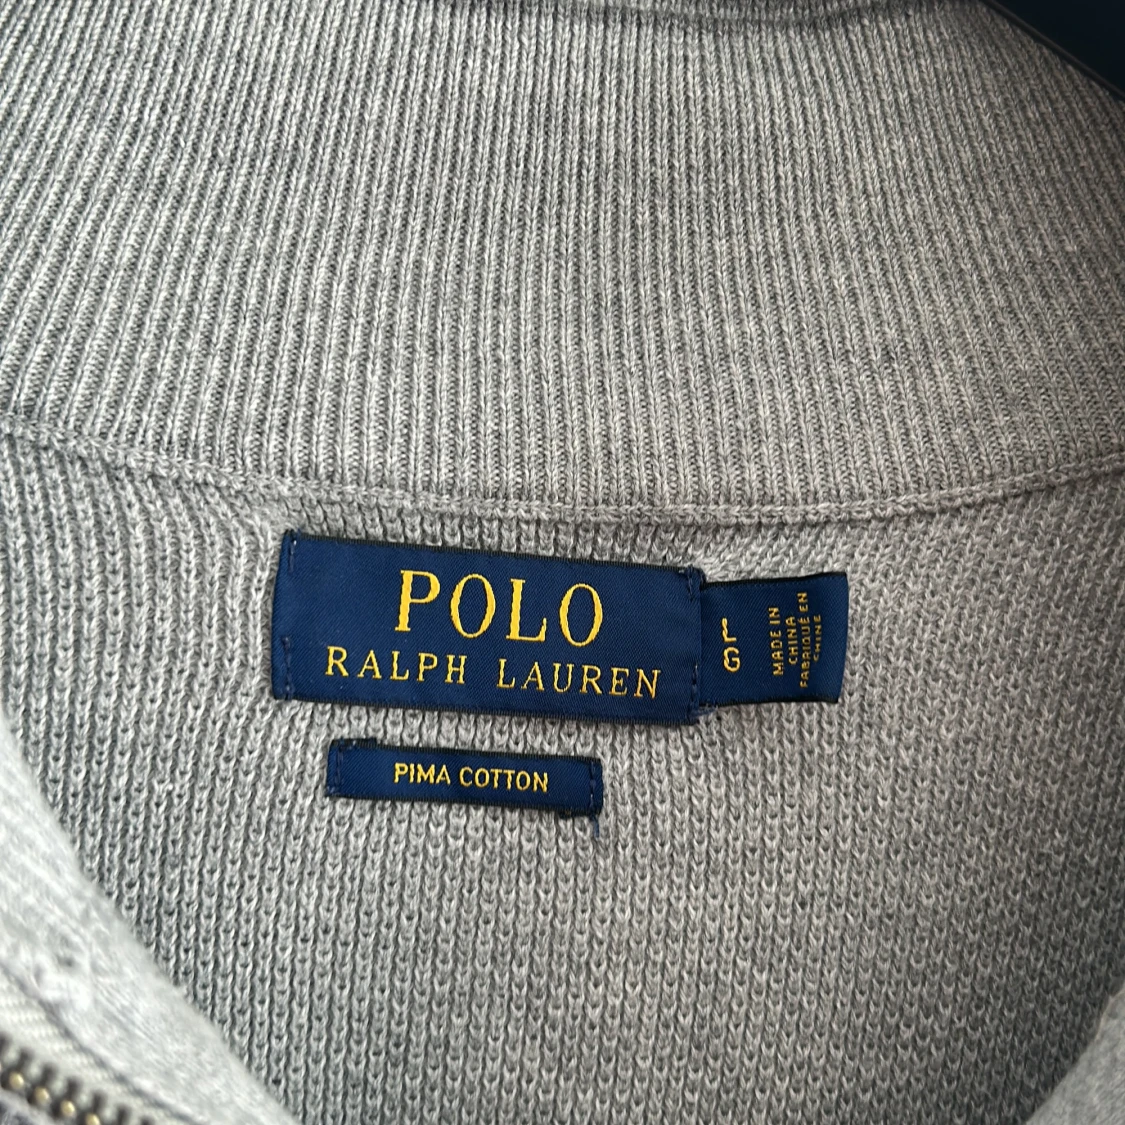 POLO
RALPH LAUREN
L
G
MADE IN
CHINA
FABRIQUÉ EN
CHINE
PIMA COTTON